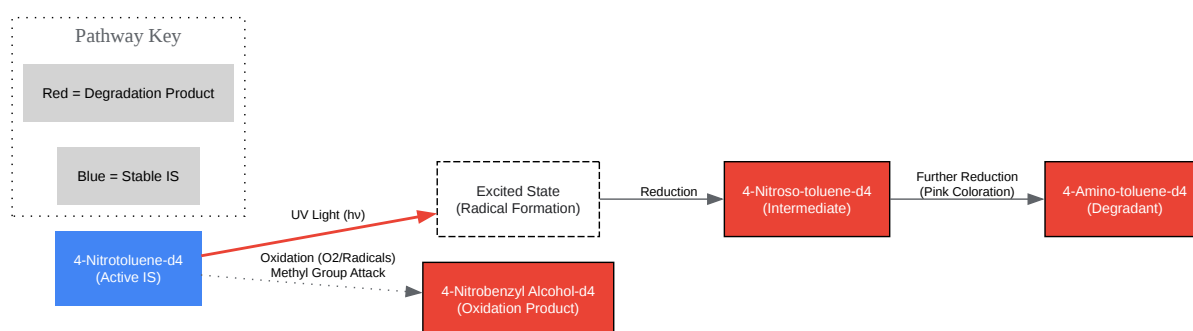 Pathway Key
Red = Degradation Product
Blue = Stable IS
4-Nitrotoluene-d4
(Active IS)
UV Light (hν)
Oxidation (O2/Radicals)
Methyl Group Attack
Excited State
(Radical Formation)
4-Nitrobenzyl Alcohol-d4
(Oxidation Product)
Reduction
4-Nitroso-toluene-d4
(Intermediate)
Further Reduction
(Pink Coloration)
4-Amino-toluene-d4
(Degradant)